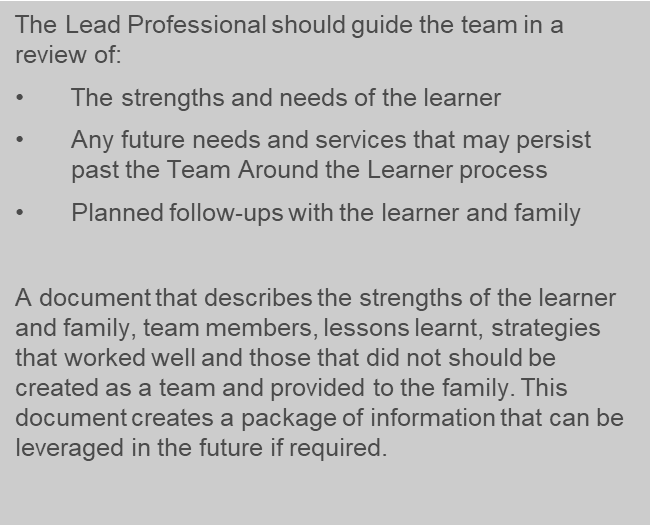 The Lead Professional should guide the team in a
review of:
• The strengths and needs of the learner
• Any future needs and services that may persist
past the Team Around the Learner process
• Planned follow-ups with the learner and family
A document that describes the strengths of the learner
and family, team members, lessons learnt, strategies
that worked well and those that did not should be
created as a team and provided to the family. This
document creates a package of information that can be
leveraged in the future if required.